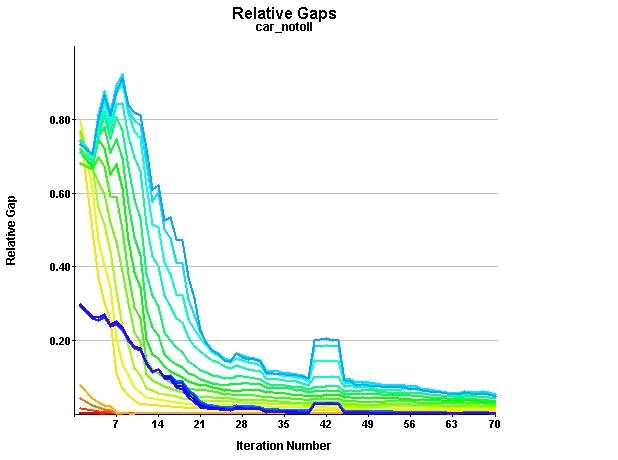 Relative Gaps
car_notoll
0.80
0.60
0.40
0.20
Relative Gap
7 14 21 28 35 42 49 56 63 70
Iteration Number